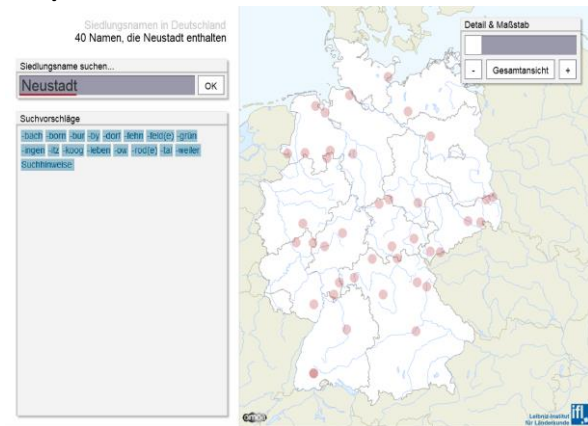 Siedlungsnamen in Deutschland
40 Namen, die Neustadt enthalten
Siedlungsname suchen...
Neustadt OK
Suchvorschläge
-bach -born -bur -by -dorf -fehn -feld(e) -grün
-ingen -itz -koog -leben -ow -rod(e) -tal -weiler
Suchhinweise
Detail & Maßstab
- Gesamtansicht +
Leibniz-Institut
für Länderkunde
ifl